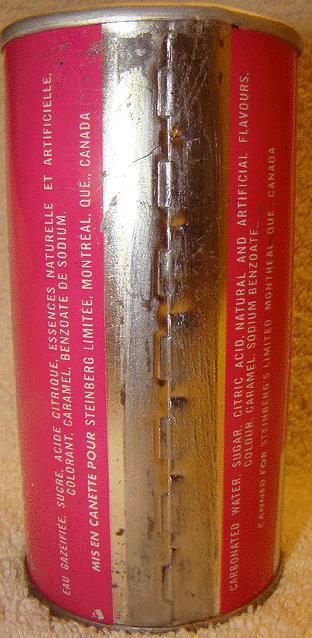 EAU GAZÉIFIÉE, SUCRE, ACIDE CITRIQUE, ESSENCES NATURELLE ET ARTIFICIELLE,
COLORANT, CARAMEL, BENZOATE DE SODIUM.
MIS EN CANETTE POUR STEINBERG LIMITÉE, MONTRÉAL, QUÉ., CANADA
CARBONATED WATER, SUGAR, CITRIC ACID, NATURAL AND ARTIFICIAL FLAVOURS,
COLOUR, CARAMEL, SODIUM BENZOATE
CANNED FOR STEINBERG'S LIMITED, MONTREAL, QUE., CANADA